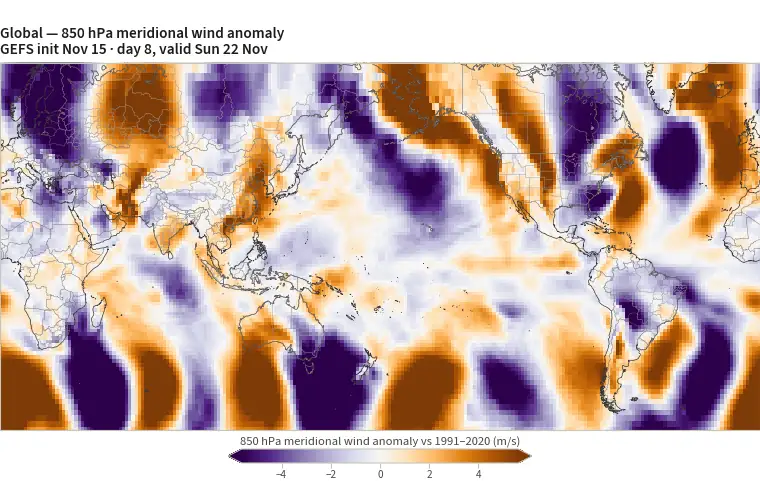 Global — 850 hPa meridional wind anomaly
GEFS init Nov 15 · day 8, valid Sun 22 Nov
850 hPa meridional wind anomaly vs 1991–2020 (m/s)
−4 −2 0 2 4